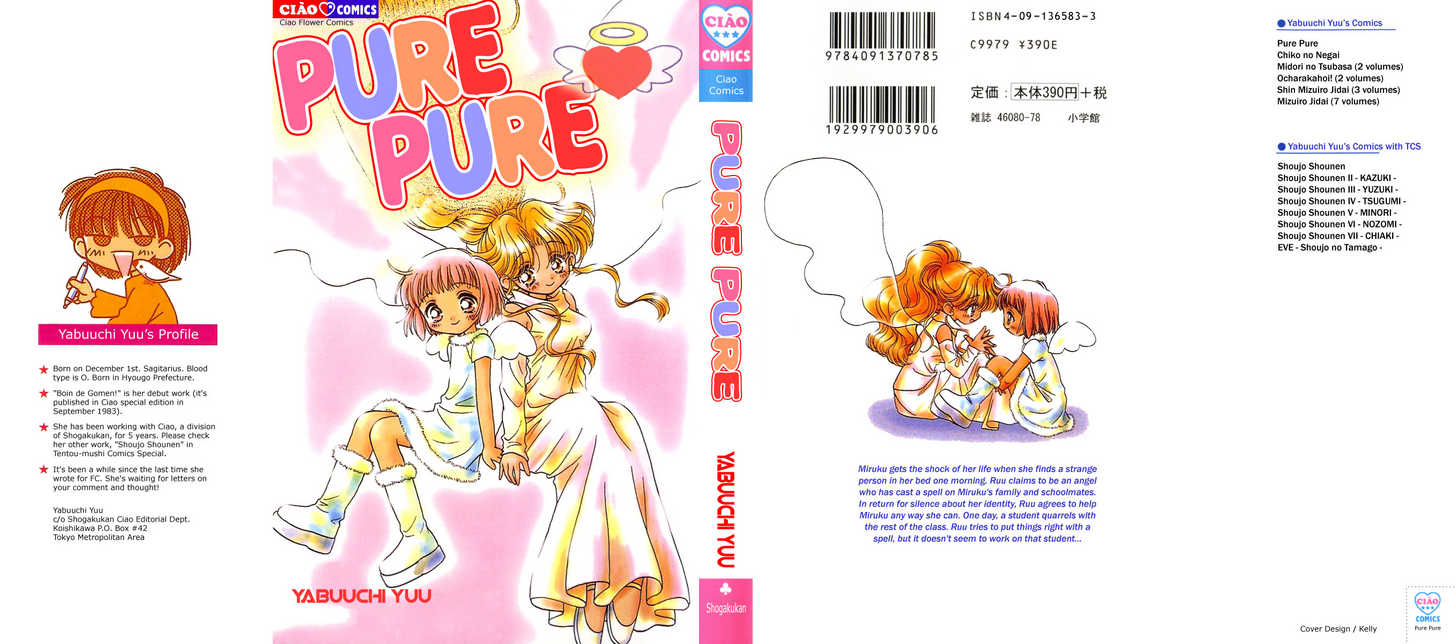 Yabuuchi Yuu's Profile
★ Born on December 1st. Sagitarius. Blood
type is O. Born in Hyougo Prefecture.
★ "Boin de Gomen!" is her debut work (it's
published in Ciao special edition in
September 1983).
★ She has been working with Ciao, a division
of Shogakukan, for 5 years. Please check
her other work, "Shoujo Shounen" in
Tentou-mushi Comics Special.
★ It's been a while since the last time she
wrote for FC. She's waiting for letters on
your comment and thought!
Yabuuchi Yuu
c/o Shogakukan Ciao Editorial Dept.
Koishikawa P.O. Box #42
Tokyo Metropolitan Area
CIÀO COMICS
Ciao Flower Comics
PURE
PURE
YABUUCHI YUU
CIÀO
COMICS
Ciao
Comics
PURE PURE
YABUUCHI YUU
Shogakukan
9784091370785
1929979003906
ISBN4-09-136583-3
C9979 ¥390E
定価：本体390円+税
雑誌 46080-78 小学館
Miruku gets the shock of her life when she finds a strange
person in her bed one morning. Ruu claims to be an angel
who has cast a spell on Miruku's family and schoolmates.
In return for silence about her identity, Ruu agrees to help
Miruku any way she can. One day, a student quarrels with
the rest of the class. Ruu tries to put things right with a
spell, but it doesn't seem to work on that student...
● Yabuuchi Yuu's Comics
Pure Pure
Chiko no Negai
Midori no Tsubasa (2 volumes)
Ocharakahoi! (2 volumes)
Shin Mizuiro Jidai (3 volumes)
Mizuiro Jidai (7 volumes)
● Yabuuchi Yuu's Comics with TCS
Shoujo Shounen
Shoujo Shounen II - KAZUKI -
Shoujo Shounen III - YUZUKI -
Shoujo Shounen IV - TSUGUMI -
Shoujo Shounen V - MINORI -
Shoujo Shounen VI - NOZOMI -
Shoujo Shounen VII - CHIAKI -
EVE - Shoujo no Tamago -
Cover Design / Kelly
CIÀO
COMICS
Pure Pure